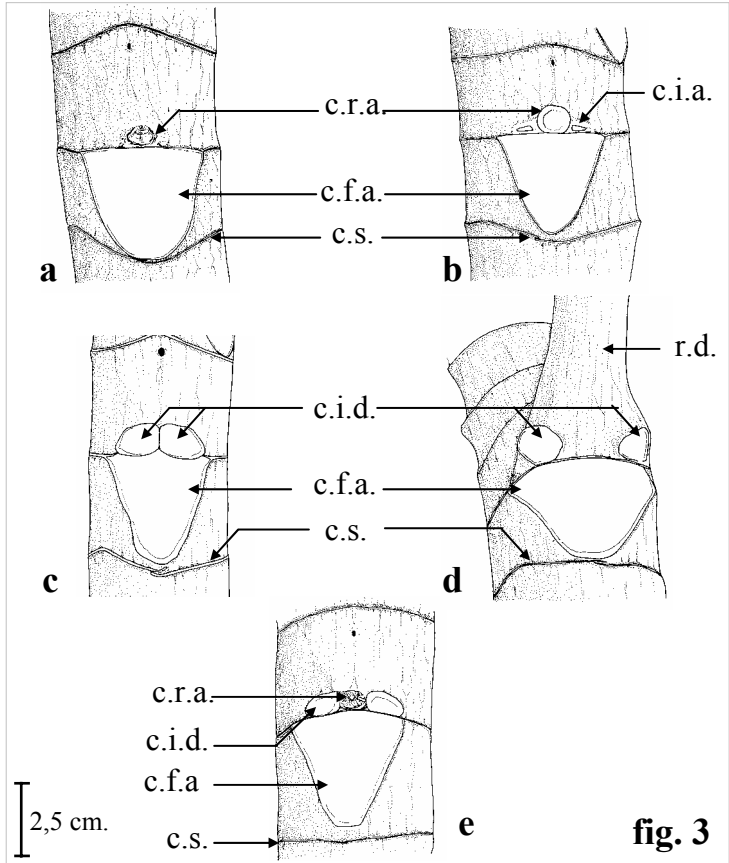 c.r.a.
c.i.a.
c.f.a.
c.s.
a
b
r.d.
c.i.d.
c.f.a.
c.s.
c
d
c.r.a.
c.i.d.
c.f.a
c.s.
2,5 cm.
e
fig. 3